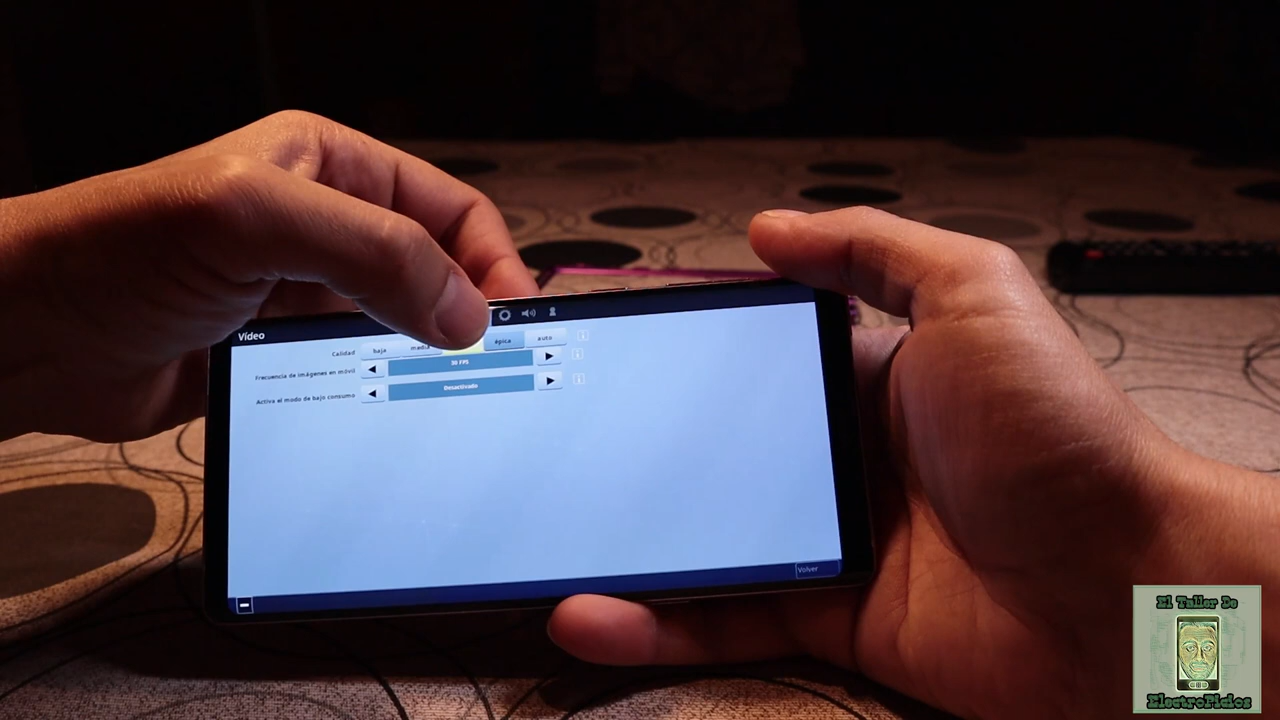 Vídeo
Calidad
baja
media
épica
auto
Frecuencia de imágenes en móvil
30 FPS
Activa el modo de bajo consumo
Desactivado
Volver
El Taller De
ElectroPicios